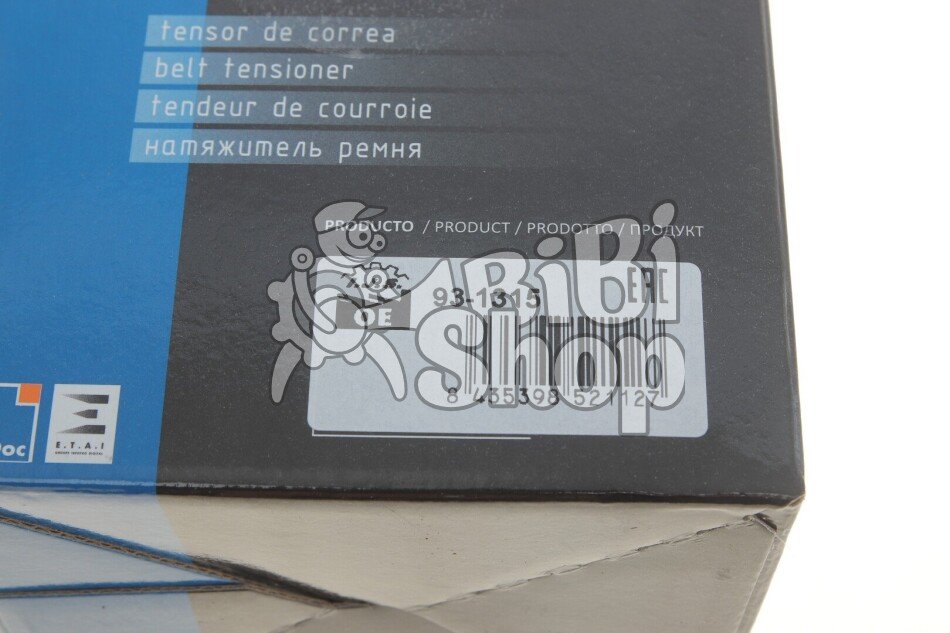 tensor de correa
belt tensioner
tendeur de courroie
натяжитель ремня
PRODUCTO / PRODUCT / PRODOTTO / ПРОДУКТ
93-1315
EAC
OE
BiBi
Shop
8 435398 521127
E.T.A.I